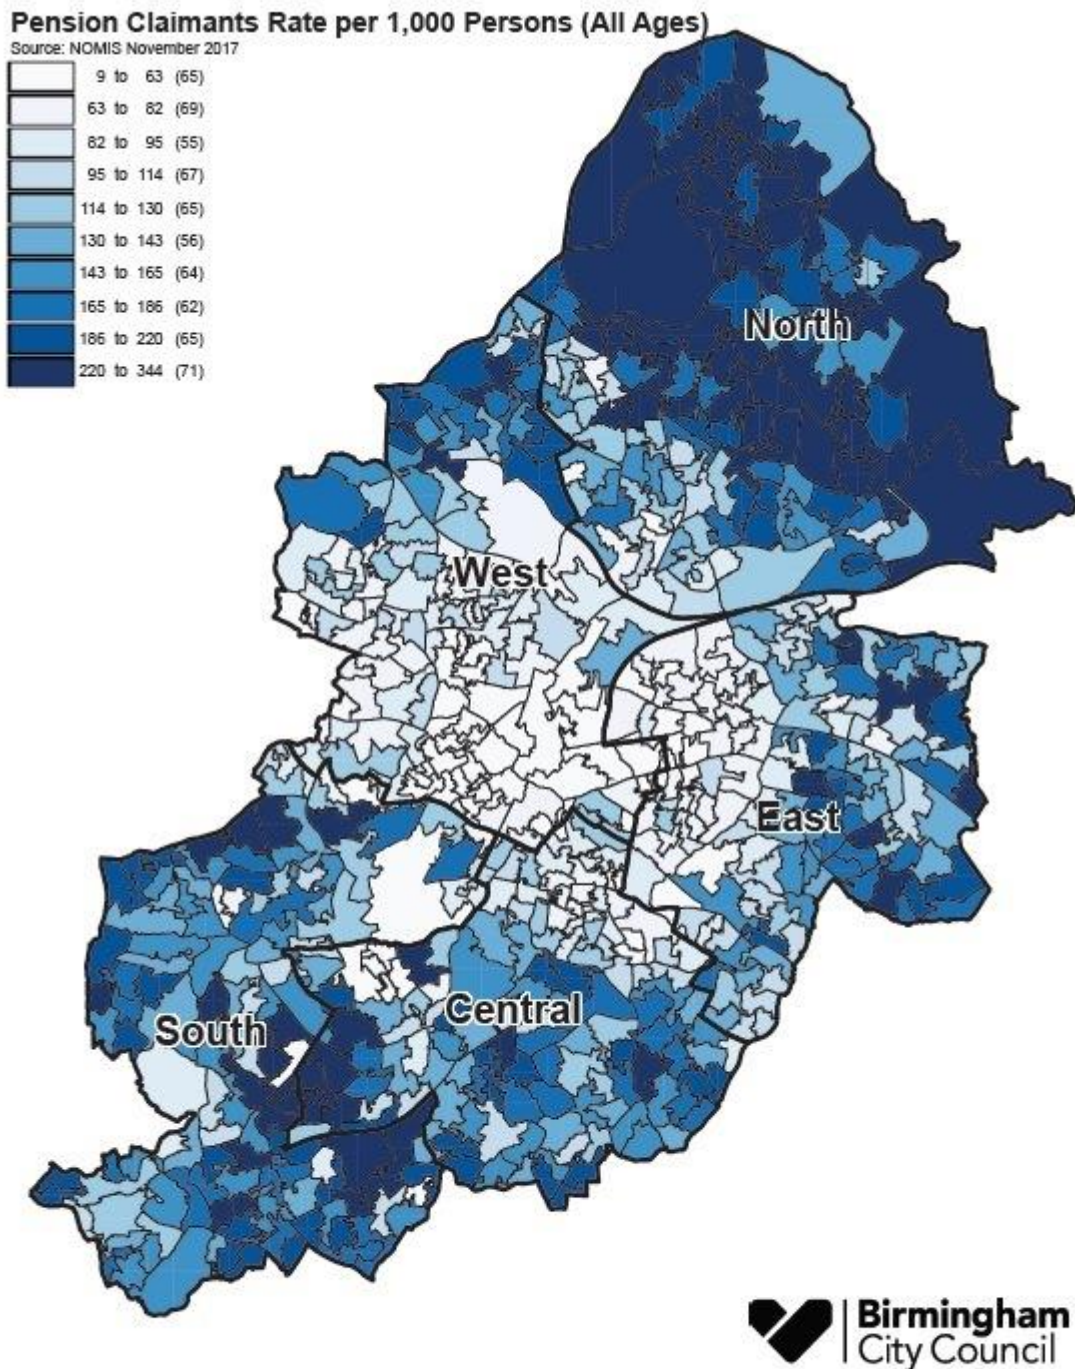 Pension Claimants Rate per 1,000 Persons (All Ages)
Source: NOMIS November 2017
9 to 63 (65)
63 to 82 (69)
82 to 95 (55)
95 to 114 (67)
114 to 130 (65)
130 to 143 (56)
143 to 165 (64)
165 to 186 (62)
186 to 220 (65)
220 to 344 (71)
North
West
East
Central
South
Birmingham
City Council